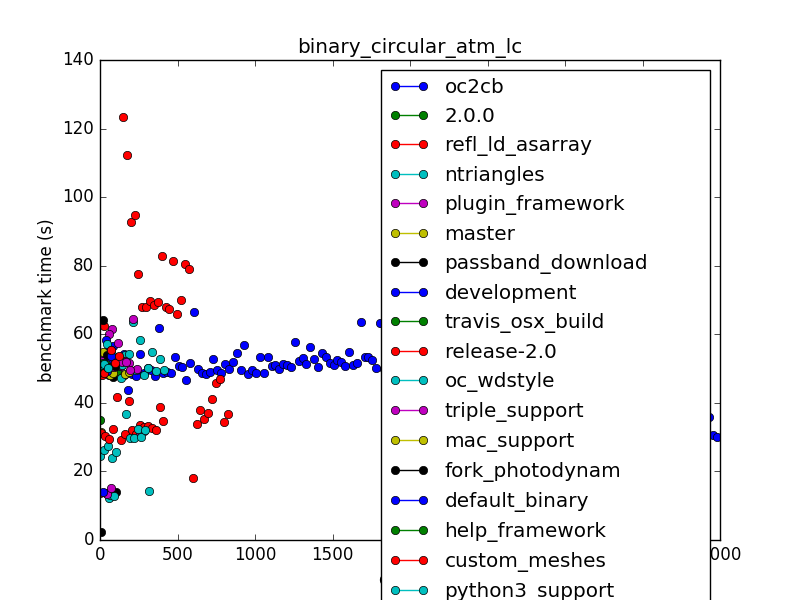 binary_circular_atm_lc
140
120
100
80
60
40
20
0
benchmark time (s)
0
500
1000
1500
000
oc2cb
2.0.0
refl_ld_asarray
ntriangles
plugin_framework
master
passband_download
development
travis_osx_build
release-2.0
oc_wdstyle
triple_support
mac_support
fork_photodynam
default_binary
help_framework
custom_meshes
python3_support